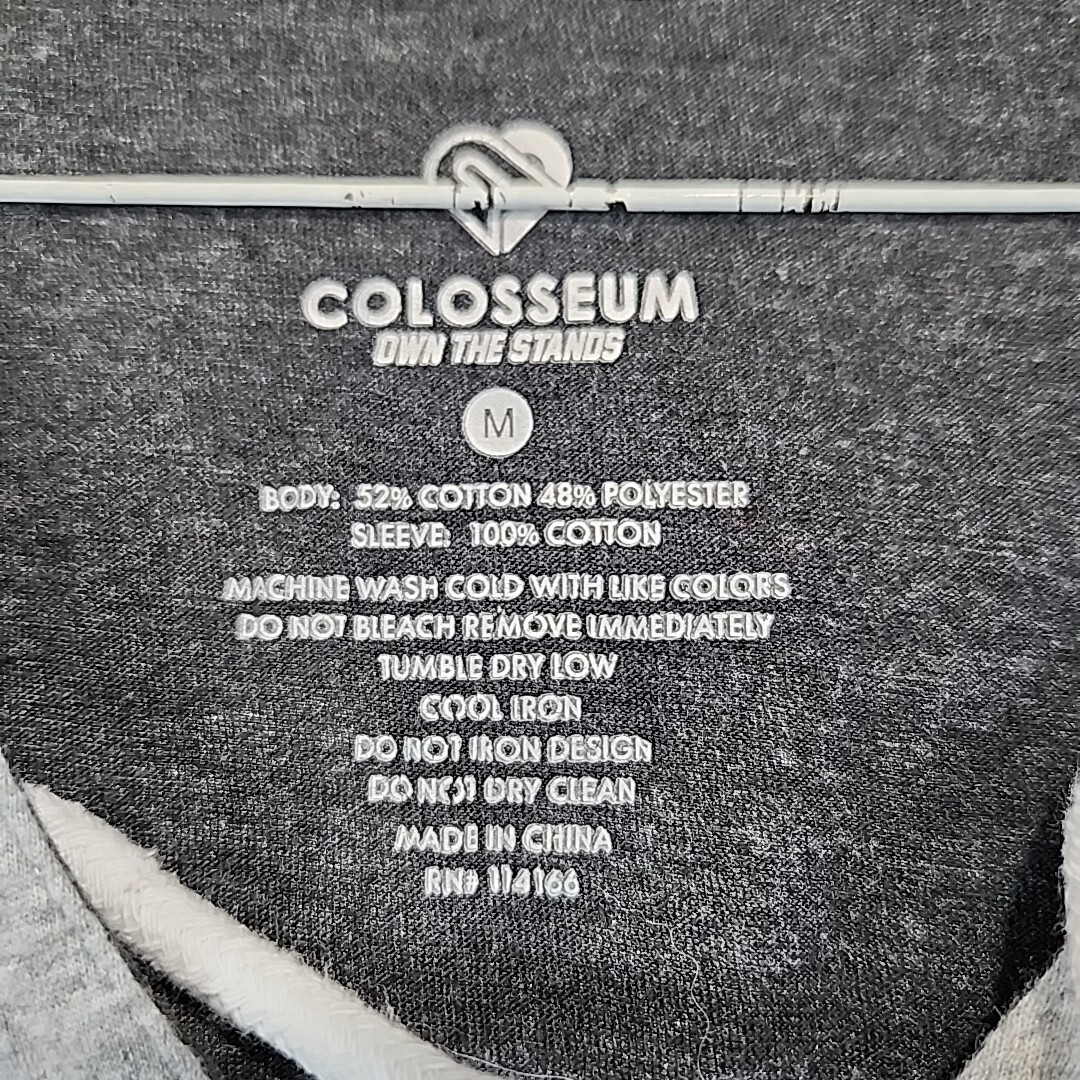 COLOSSEUM
OWN THE STANDS
M
BODY: 52% COTTON 48% POLYESTER
SLEEVE: 100% COTTON
MACHINE WASH COLD WITH LIKE COLORS
DO NOT BLEACH REMOVE IMMEDIATELY
TUMBLE DRY LOW
COOL IRON
DO NOT IRON DESIGN
DO NOT DRY CLEAN
MADE IN CHINA
RN# 114166